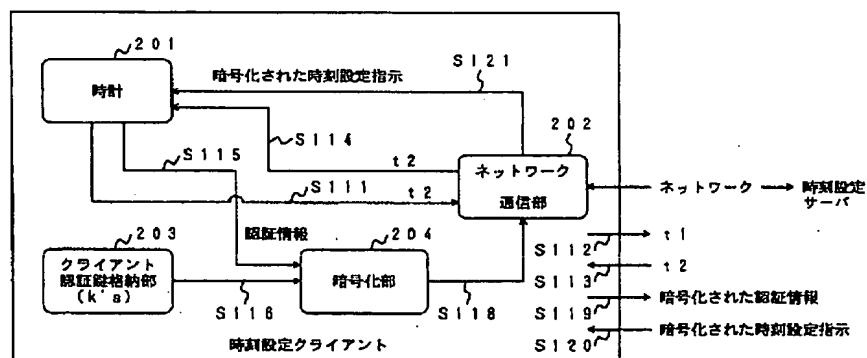 201
時計
暗号化された時刻設定指示
S121
S114
t2
S115
S111
t2
202
ネットワーク
通信部
ネットワーク
時刻設定
サーバ
認証情報
203
クライアント
認証鍵格納部
(k's)
204
暗号化部
S116
S118
S112
t1
S113
t2
S119
暗号化された認証情報
S120
暗号化された時刻設定指示
時刻設定クライアント